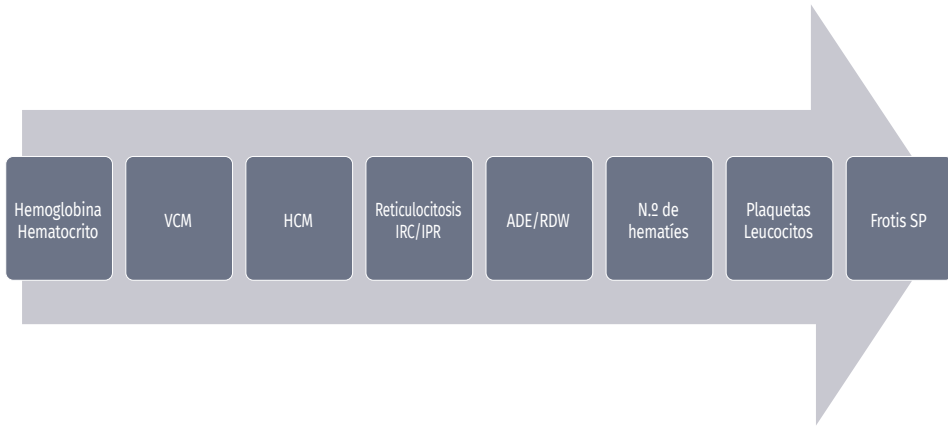 Hemoglobina
Hematocrito
VCM
HCM
Reticulocitosis
IRC/IPR
ADE/RDW
N.º de
hematíes
Plaquetas
Leucocitos
Frotis SP